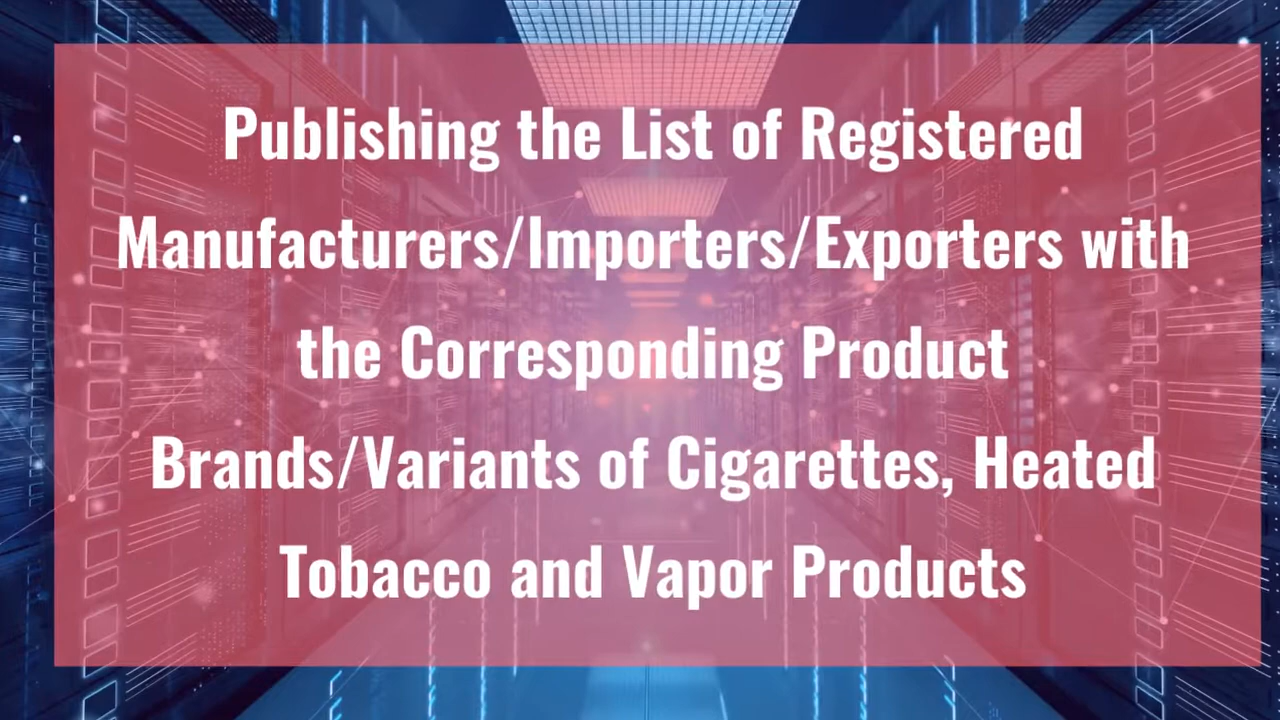 Publishing the List of Registered
Manufacturers/Importers/Exporters with
the Corresponding Product
Brands/Variants of Cigarettes, Heated
Tobacco and Vapor Products